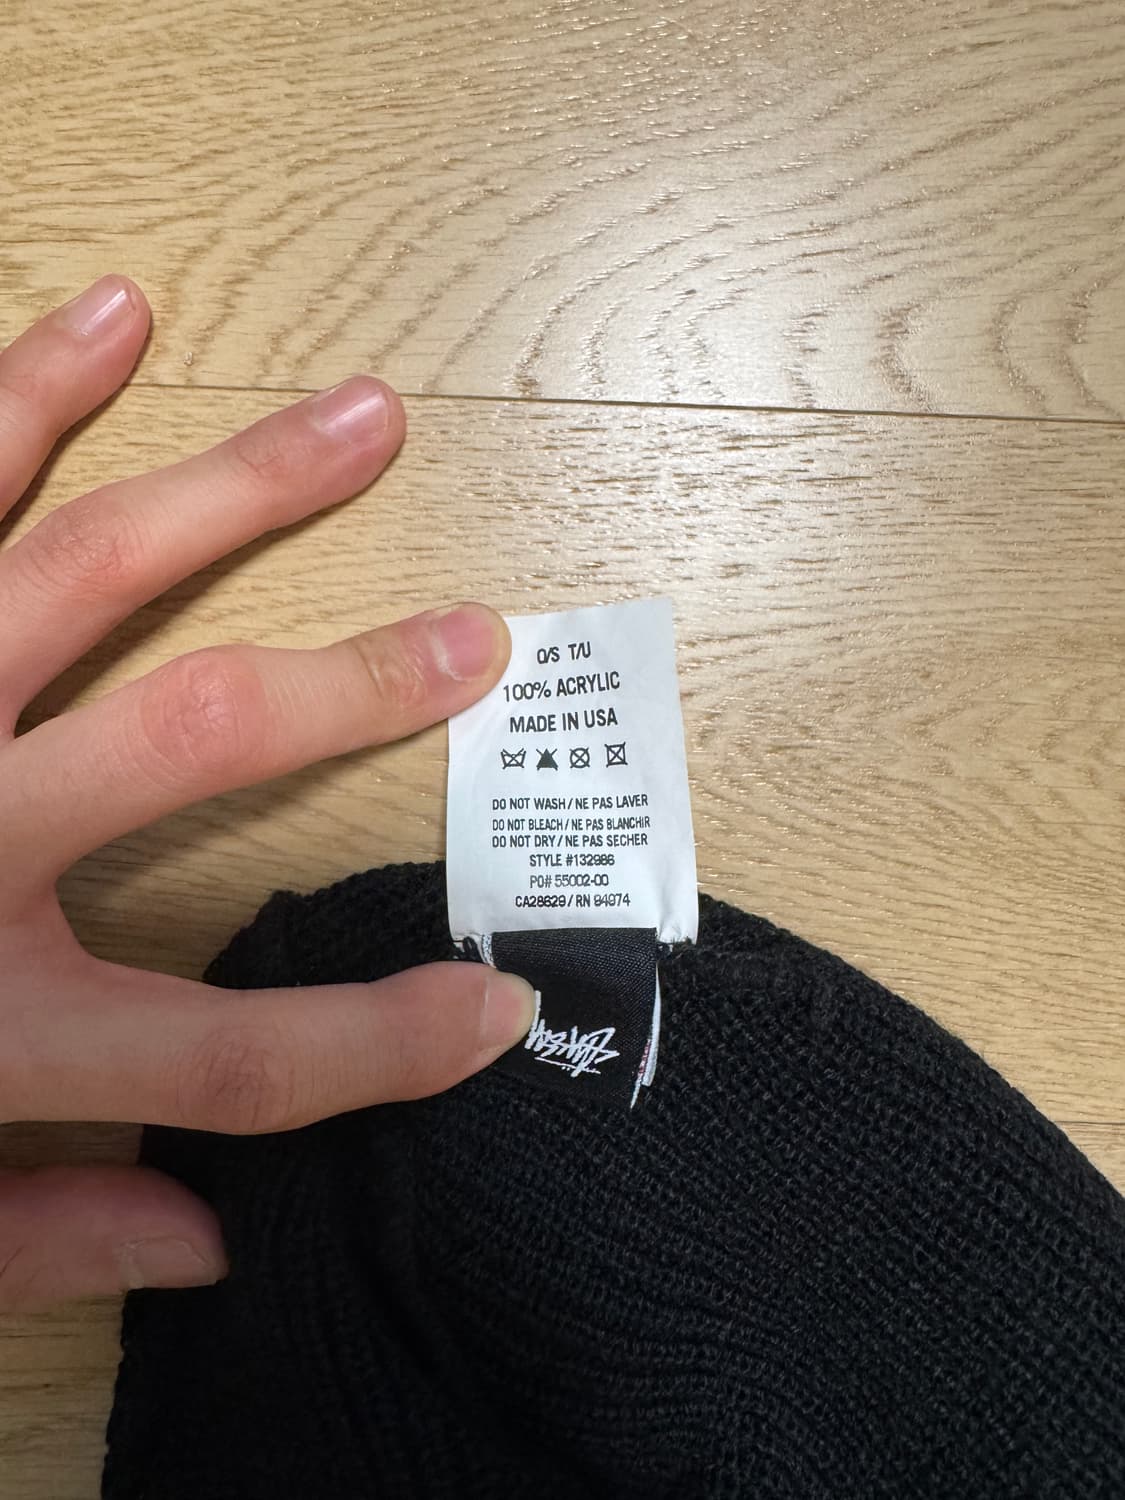 O/S T/U
100% ACRYLIC
MADE IN USA
DO NOT WASH / NE PAS LAVER
DO NOT BLEACH / NE PAS BLANCHIR
DO NOT DRY / NE PAS SECHER
STYLE #132986
PO# 55002-00
CA28629 / RN 84974